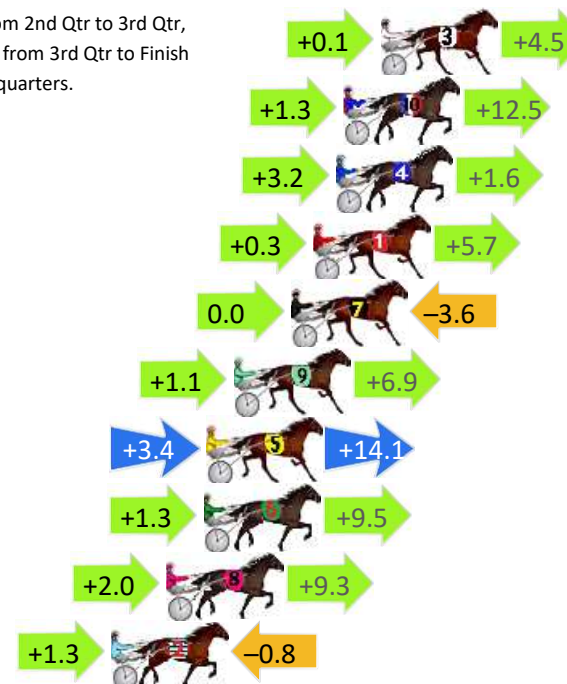 om 2nd Qtr to 3rd Qtr,
from 3rd Qtr to Finish
quarters.
+0.1 3 +4.5
+1.3 10 +12.5
+3.2 4 +1.6
+0.3 1 +5.7
0.0 7 –3.6
+1.1 9 +6.9
+3.4 5 +14.1
+1.3 6 +9.5
+2.0 8 +9.3
+1.3 2 –0.8